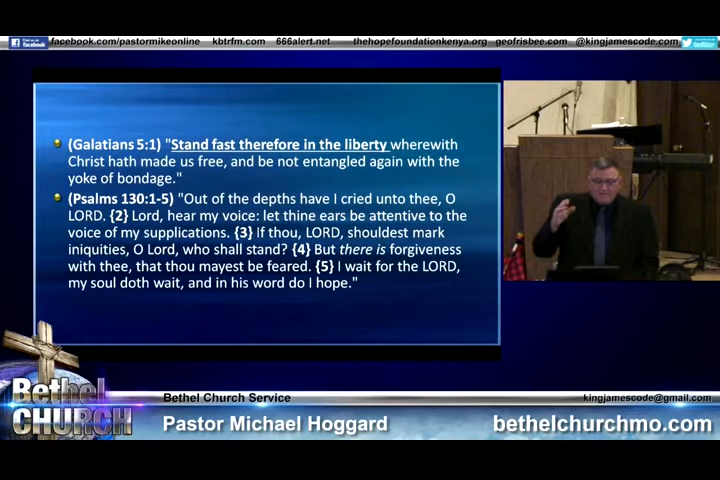 Find us on facebook facebook.com/pastormikeonline kbtrfm.com 666alert.net thehopefoundationkenya.org geofrisbee.com @kingjamescode.com
(Galatians 5:1) "Stand fast therefore in the liberty wherewith
Christ hath made us free, and be not entangled again with the
yoke of bondage."
(Psalms 130:1-5) "Out of the depths have I cried unto thee, O
LORD. {2} Lord, hear my voice: let thine ears be attentive to the
voice of my supplications. {3} If thou, LORD, shouldest mark
iniquities, O Lord, who shall stand? {4} But there is forgiveness
with thee, that thou mayest be feared. {5} I wait for the LORD,
my soul doth wait, and in his word do I hope."
Bethel
CHURCH
Bethel Church Service kingjamescode@gmail.com
Pastor Michael Hoggard bethelchurchmo.com